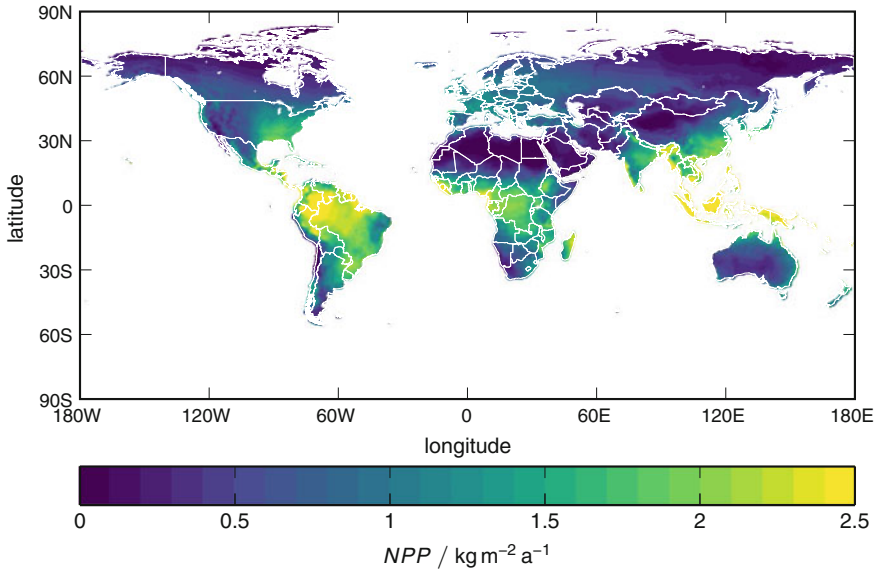 90N
60N
30N
0
30S
60S
90S
latitude
180W 120W 60W 0 60E 120E 180E
longitude
0 0.5 1 1.5 2 2.5
NPP / kg m⁻² a⁻¹